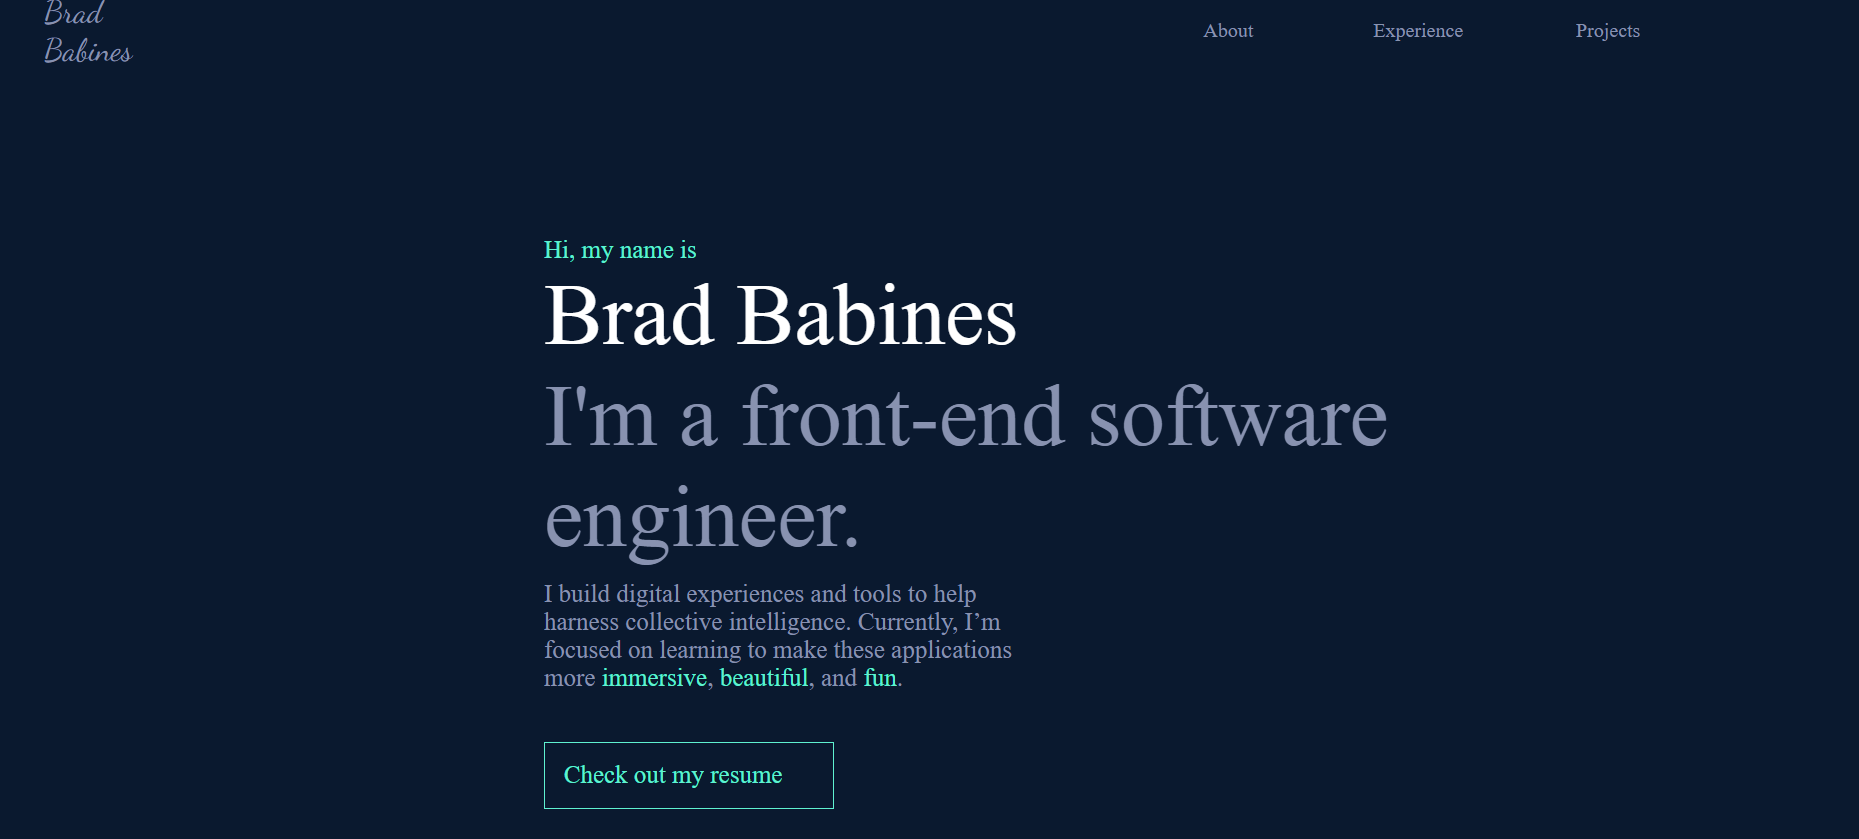 Brad
Babines
About
Experience
Projects
Hi, my name is
Brad Babines
I'm a front-end software
engineer.
I build digital experiences and tools to help
harness collective intelligence. Currently, I’m
focused on learning to make these applications
more immersive, beautiful, and fun.
Check out my resume